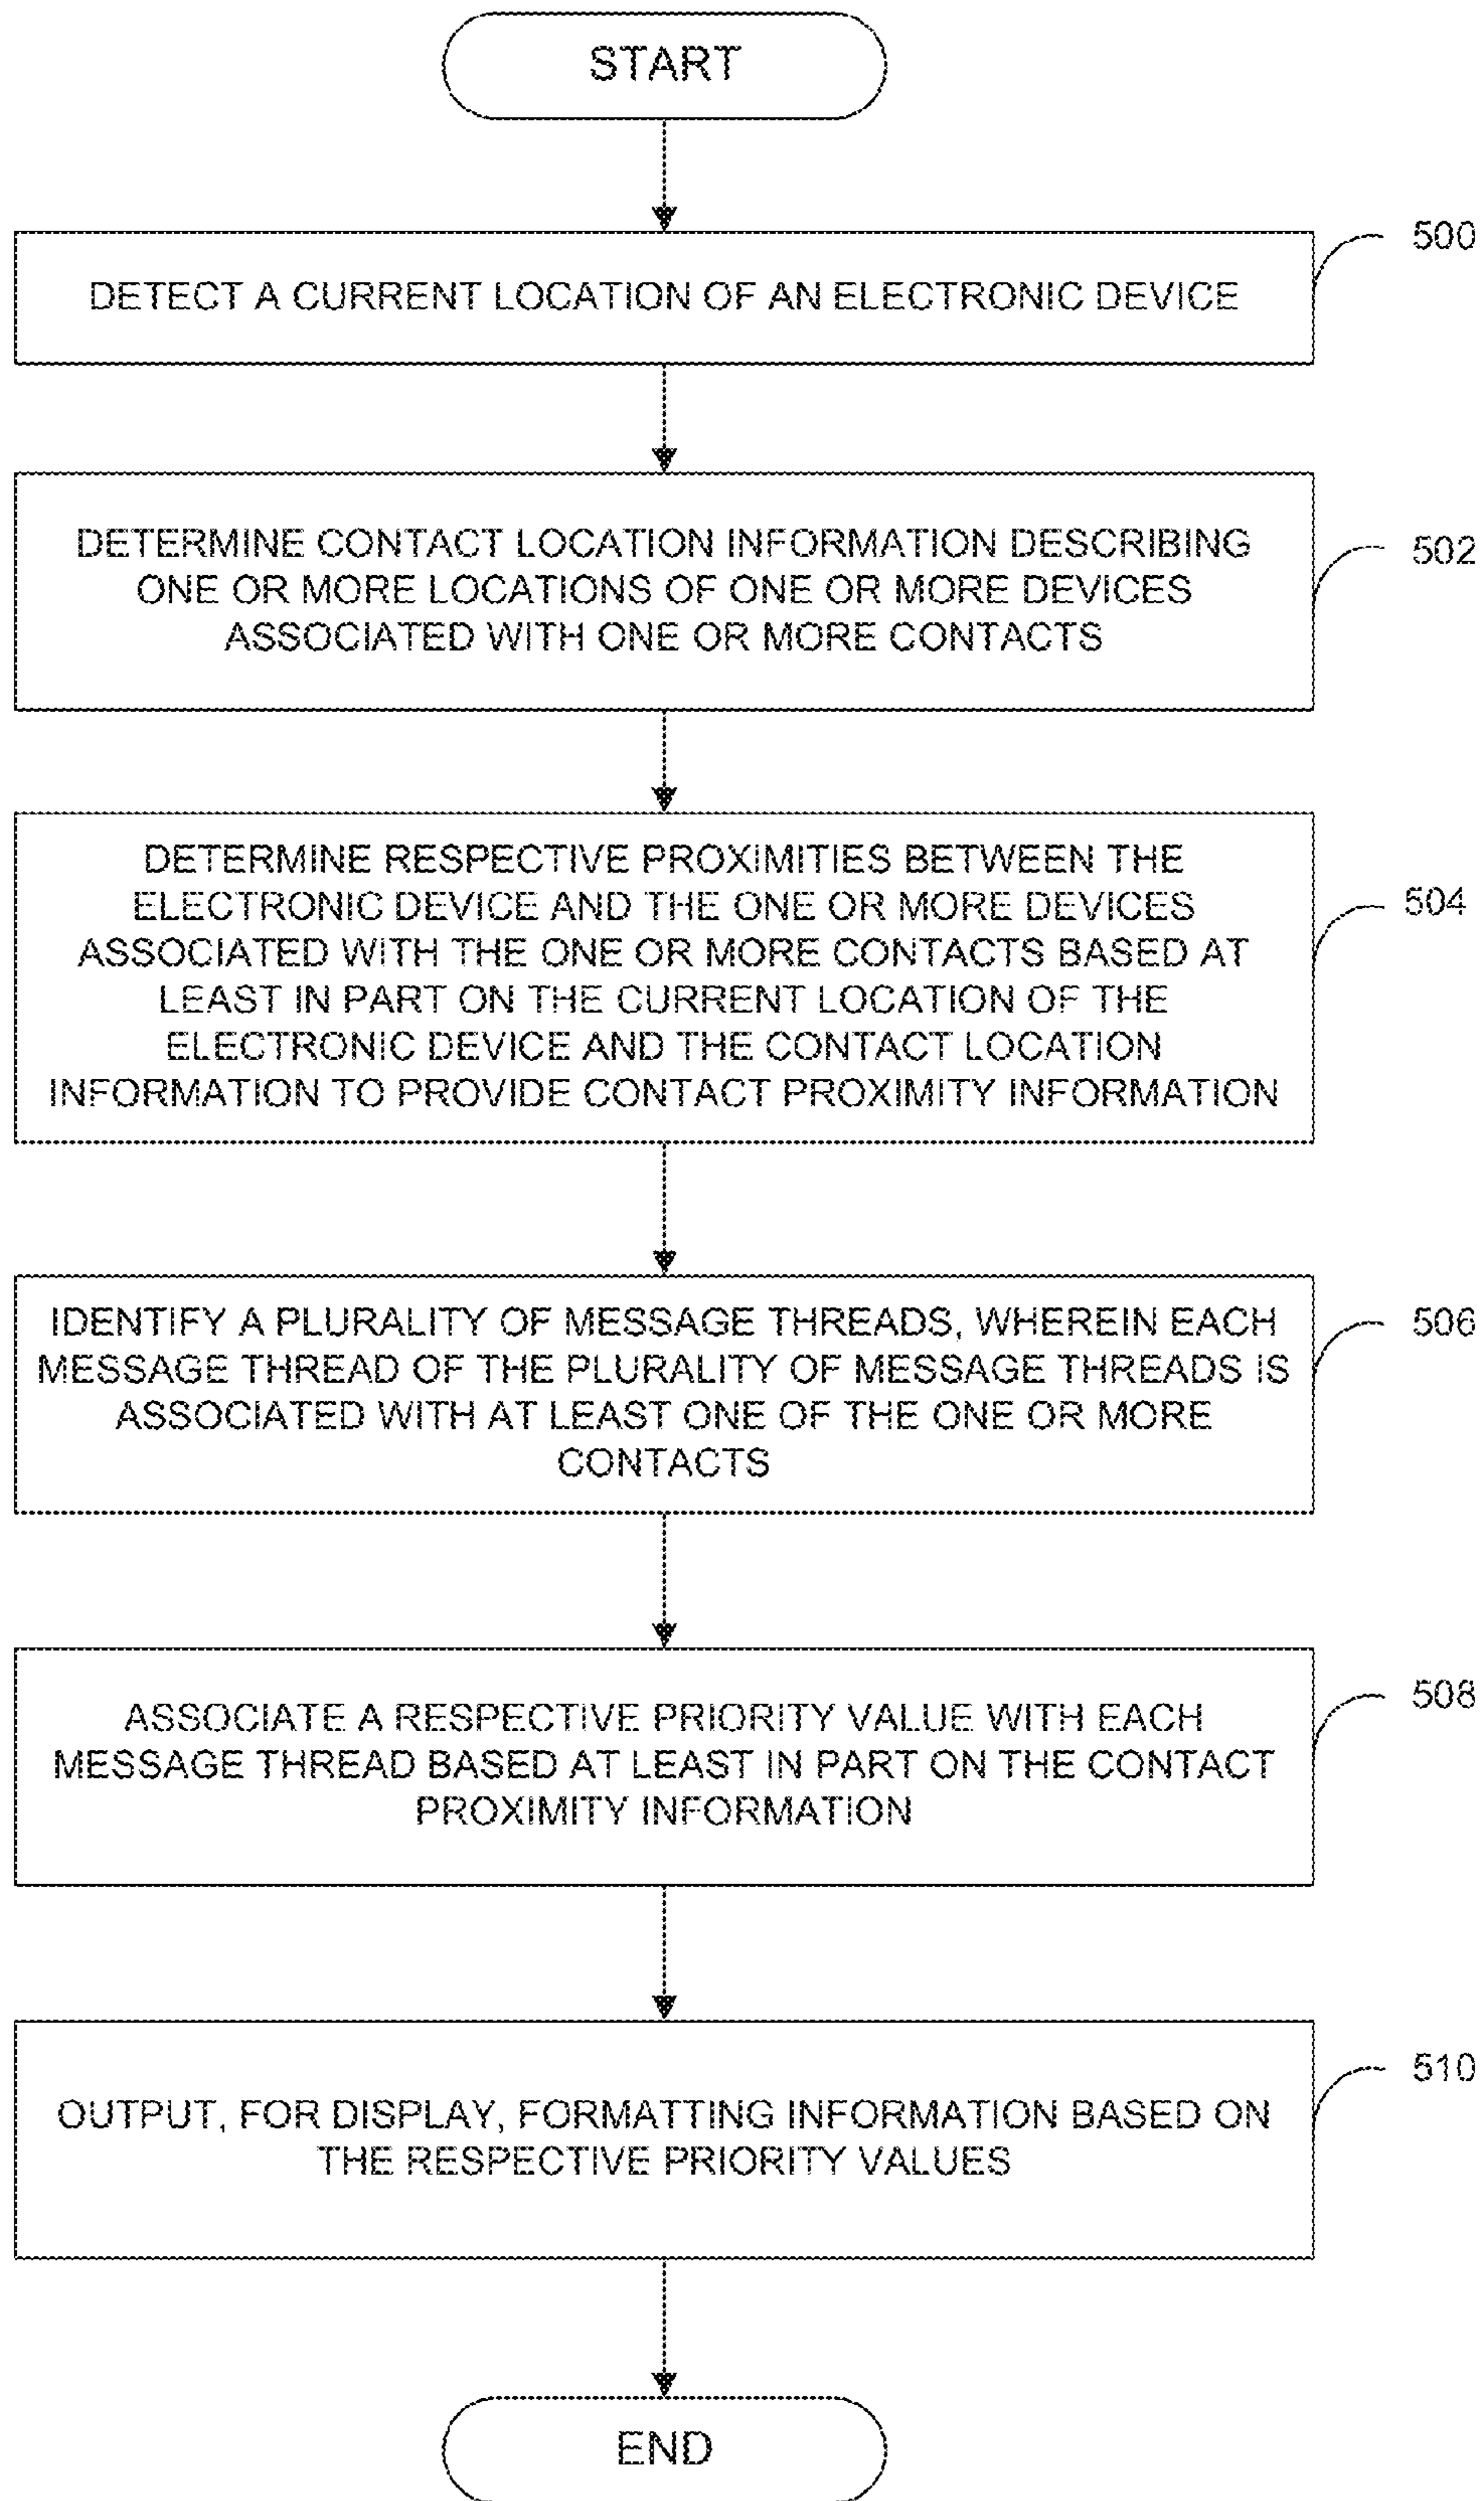 START
500
DETECT A CURRENT LOCATION OF AN ELECTRONIC DEVICE
502
DETERMINE CONTACT LOCATION INFORMATION DESCRIBING
ONE OR MORE LOCATIONS OF ONE OR MORE DEVICES
ASSOCIATED WITH ONE OR MORE CONTACTS
504
DETERMINE RESPECTIVE PROXIMITIES BETWEEN THE
ELECTRONIC DEVICE AND THE ONE OR MORE DEVICES
ASSOCIATED WITH THE ONE OR MORE CONTACTS BASED AT
LEAST IN PART ON THE CURRENT LOCATION OF THE
ELECTRONIC DEVICE AND THE CONTACT LOCATION
INFORMATION TO PROVIDE CONTACT PROXIMITY INFORMATION
506
IDENTIFY A PLURALITY OF MESSAGE THREADS, WHEREIN EACH
MESSAGE THREAD OF THE PLURALITY OF MESSAGE THREADS IS
ASSOCIATED WITH AT LEAST ONE OF THE ONE OR MORE
CONTACTS
508
ASSOCIATE A RESPECTIVE PRIORITY VALUE WITH EACH
MESSAGE THREAD BASED AT LEAST IN PART ON THE CONTACT
PROXIMITY INFORMATION
510
OUTPUT, FOR DISPLAY, FORMATTING INFORMATION BASED ON
THE RESPECTIVE PRIORITY VALUES
END